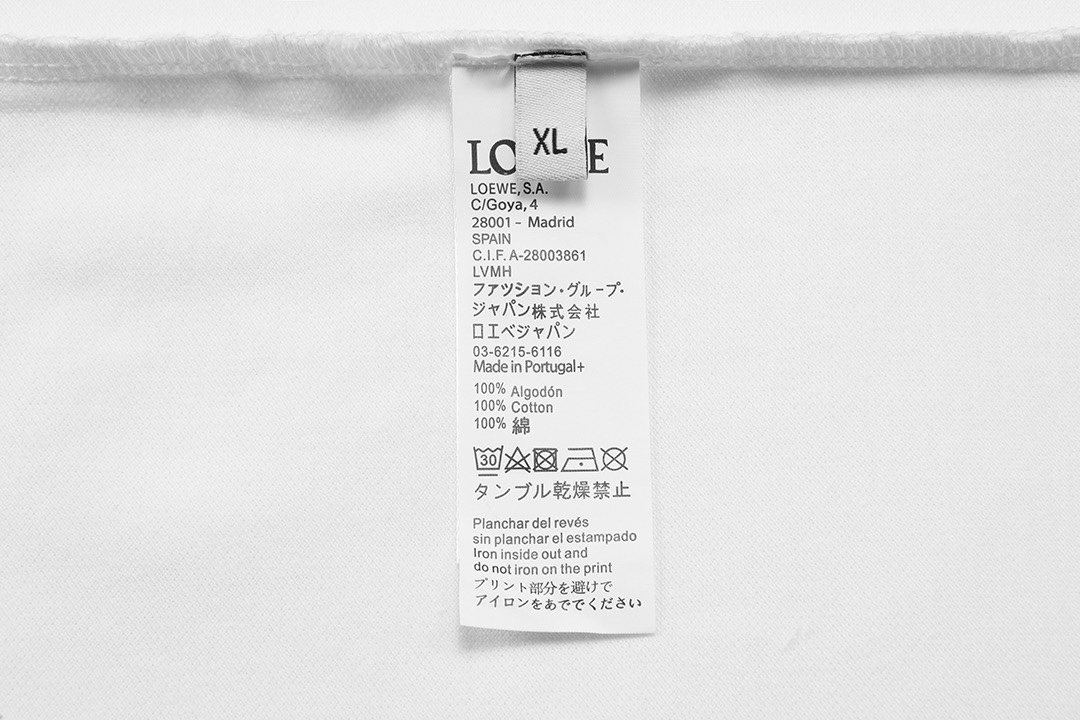 XL
LO E
LOEWE, S.A.
C/Goya, 4
28001 - Madrid
SPAIN
C.I.F. A-28003861
LVMH
ファツション・グループ・
ジャパン株式会社
ロエベジャパン
03-6215-6116
Made in Portugal+
100% Algodón
100% Cotton
100% 綿
30
タンブル乾燥禁止
Planchar del revés
sin planchar el estampado
Iron inside out and
do not iron on the print
プリント部分を避けで
アイロンをあででください